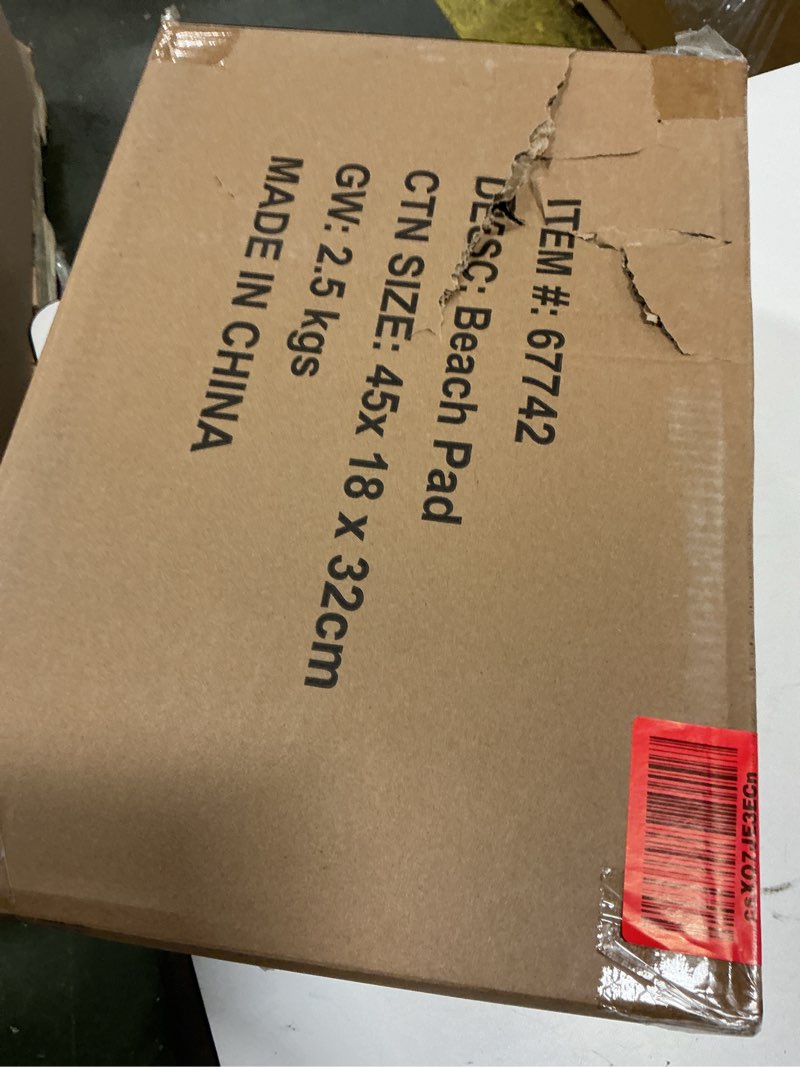 ITEM #: 67742
DESC: Beach Pad
CTN SIZE: 45x 18 x 32cm
GW: 2.5 kgs
MADE IN CHINA